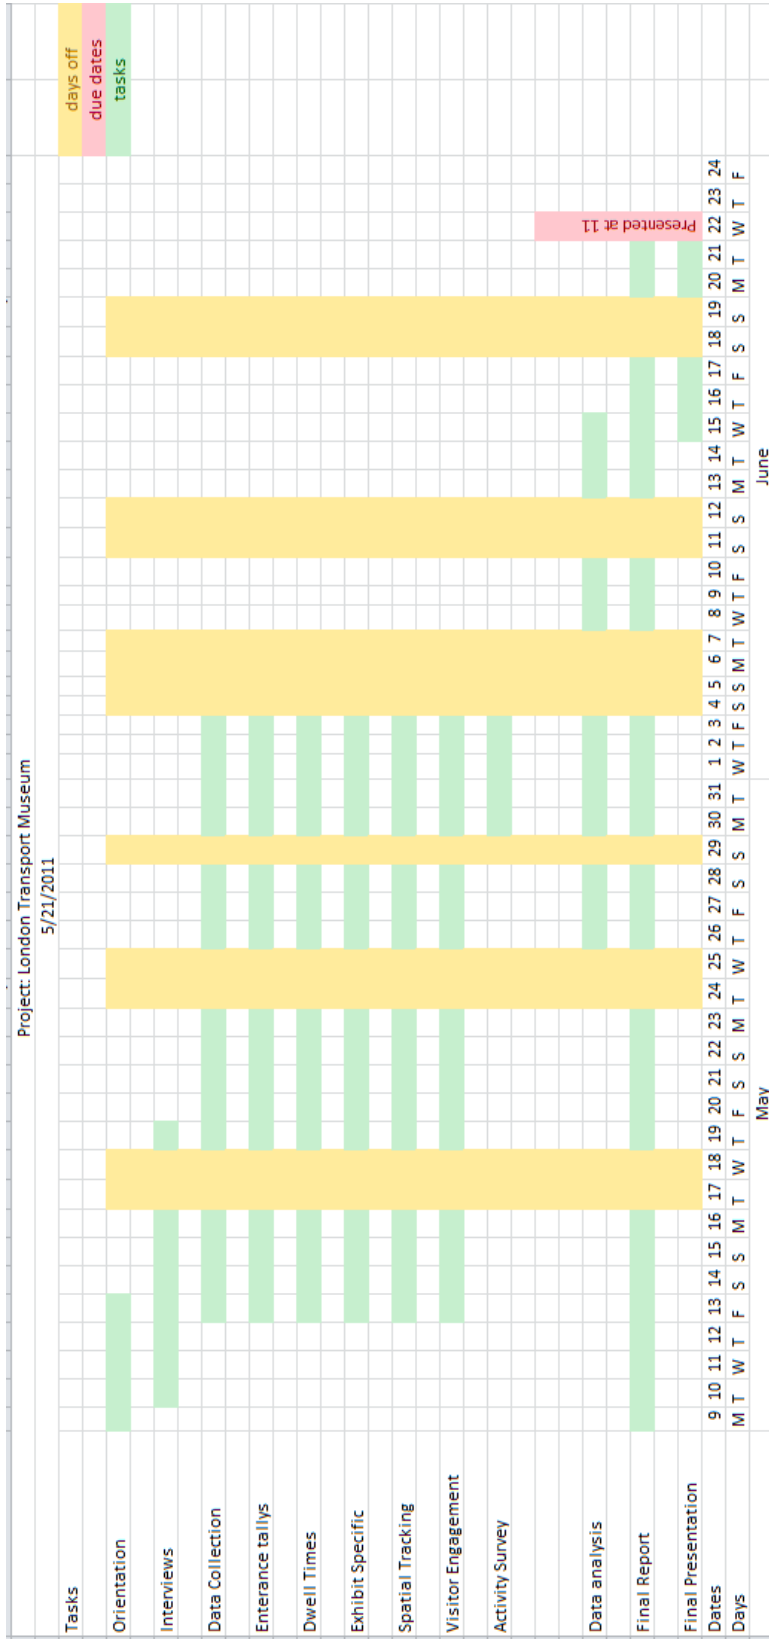 Project: London Transport Museum
5/21/2011
Tasks
days off
due dates
Orientation
tasks
Interviews
Data Collection
Enterance tallys
Dwell Times
Exhibit Specific
Spatial Tracking
Visitor Engagement
Activity Survey
Data analysis
Final Report
Final Presentation
Presented at 11
Dates 9 10 11 12 13 14 15 16 17 18 19 20 21 22 23 24 25 26 27 28 29 30 31 1 2 3 4 5 6 7 8 9 10 11 12 13 14 15 16 17 18 19 20 21 22 23 24
Days M T W T F S S M T W T F S S M T W T F S S M T W T F S S M T W T F S S M T W T F S S M T W T F
May June